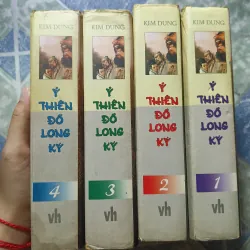 KIM DUNG
Ỷ
THIÊN
ĐỒ
LONG
KÝ
4
vh
KIM DUNG
Ỷ
THIÊN
ĐỒ
LONG
KÝ
3
vh
KIM DUNG
Ỷ
THIÊN
ĐỒ
LONG
KÝ
2
vh
KIM DUNG
Ỷ
THIÊN
ĐỒ
LONG
KÝ
1
vh